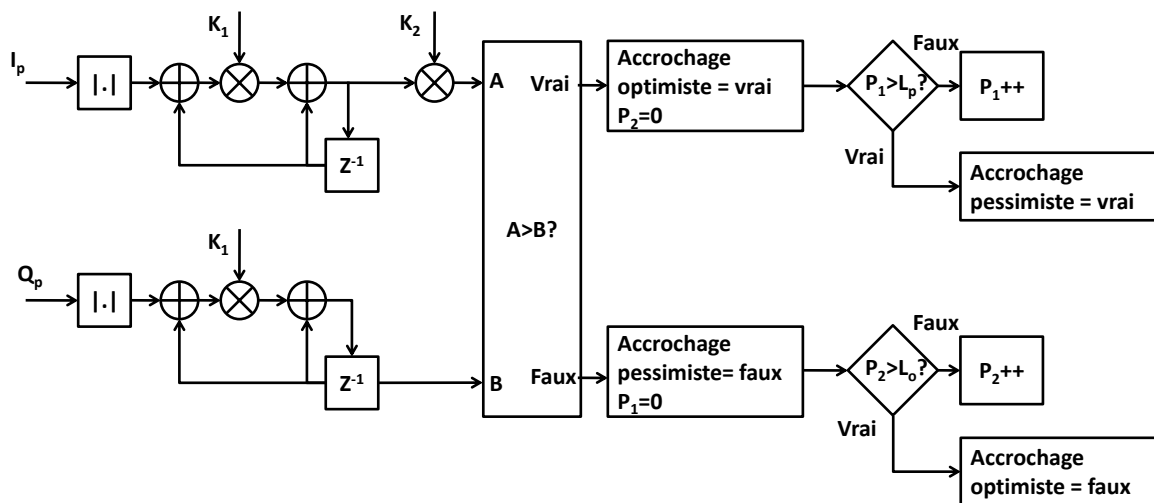 K₁
K₂
Iₚ
|.|
Z⁻¹
A
Vrai
Accrochage
optimiste = vrai
P₂=0
P₁>Lₚ?
Faux
P₁++
Vrai
Accrochage
pessimiste = vrai
A>B?
K₁
Qₚ
|.|
Z⁻¹
B
Faux
Accrochage
pessimiste= faux
P₁=0
P₂>Lₒ?
Faux
P₂++
Vrai
Accrochage
optimiste = faux